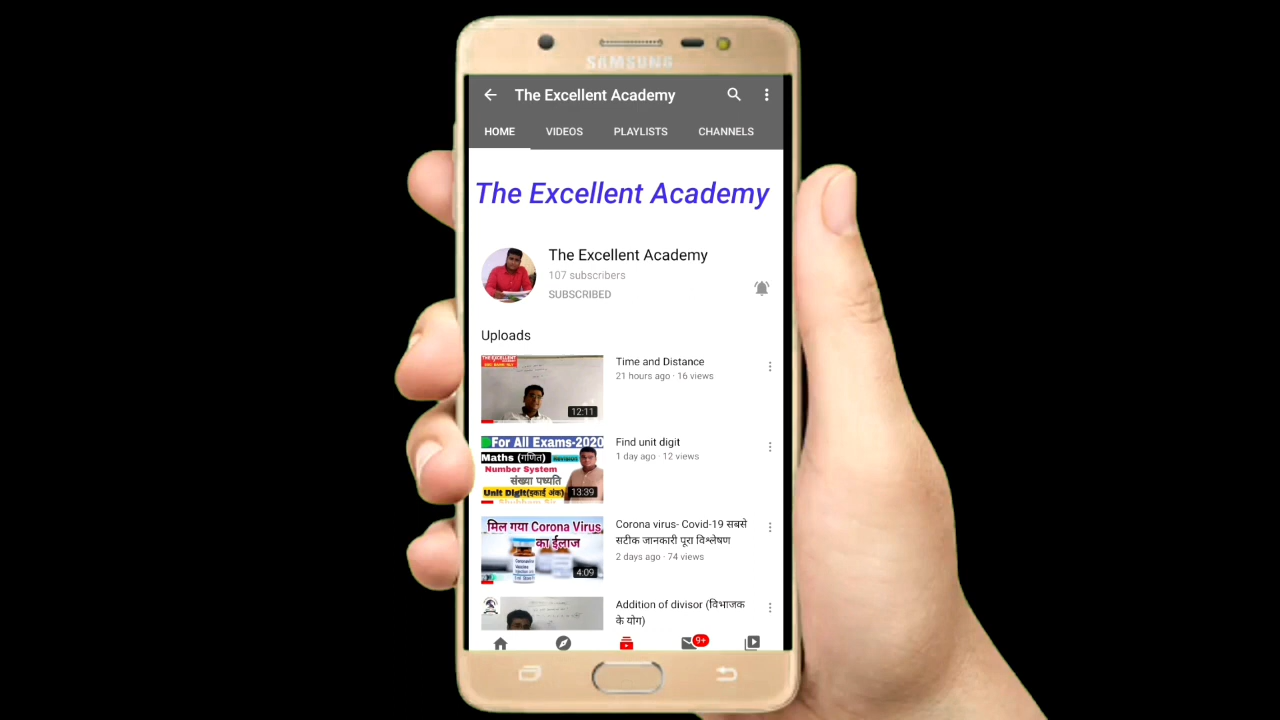 SAMSUNG
The Excellent Academy
HOME VIDEOS PLAYLISTS CHANNELS
The Excellent Academy
The Excellent Academy
107 subscribers
SUBSCRIBED
Uploads
THE EXCELLENT
12:11
Time and Distance
21 hours ago · 16 views
For All Exams-2020
Maths (गणित)
Number System
संख्या पध्यति
Unit Digit(इकाई अंक)
13:39
Find unit digit
1 day ago · 12 views
मिल गया Corona Virus
का ईलाज
4:09
Corona virus- Covid-19 सबसे
सटीक जानकारी पूरा विश्लेषण
2 days ago · 74 views
Addition of divisor (विभाजक
के योग)
9+